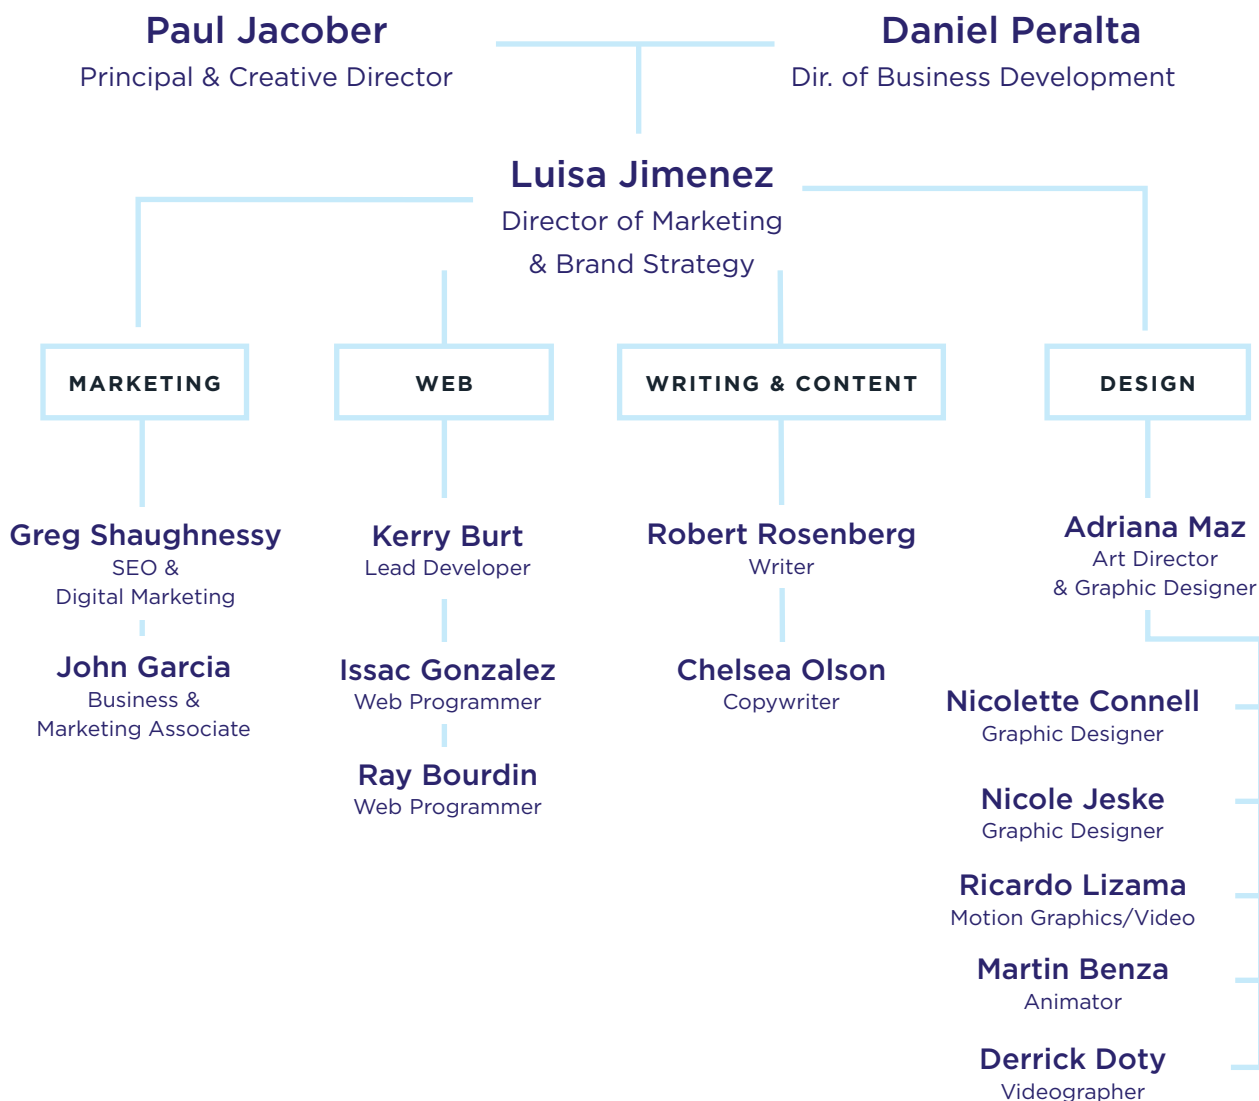 Paul Jacober
Principal & Creative Director
Daniel Peralta
Dir. of Business Development
Luisa Jimenez
Director of Marketing
& Brand Strategy
MARKETING
WEB
WRITING & CONTENT
DESIGN
Greg Shaughnessy
SEO &
Digital Marketing
John Garcia
Business &
Marketing Associate
Kerry Burt
Lead Developer
Issac Gonzalez
Web Programmer
Ray Bourdin
Web Programmer
Robert Rosenberg
Writer
Chelsea Olson
Copywriter
Adriana Maz
Art Director
& Graphic Designer
Nicolette Connell
Graphic Designer
Nicole Jeske
Graphic Designer
Ricardo Lizama
Motion Graphics/Video
Martin Benza
Animator
Derrick Doty
Videographer